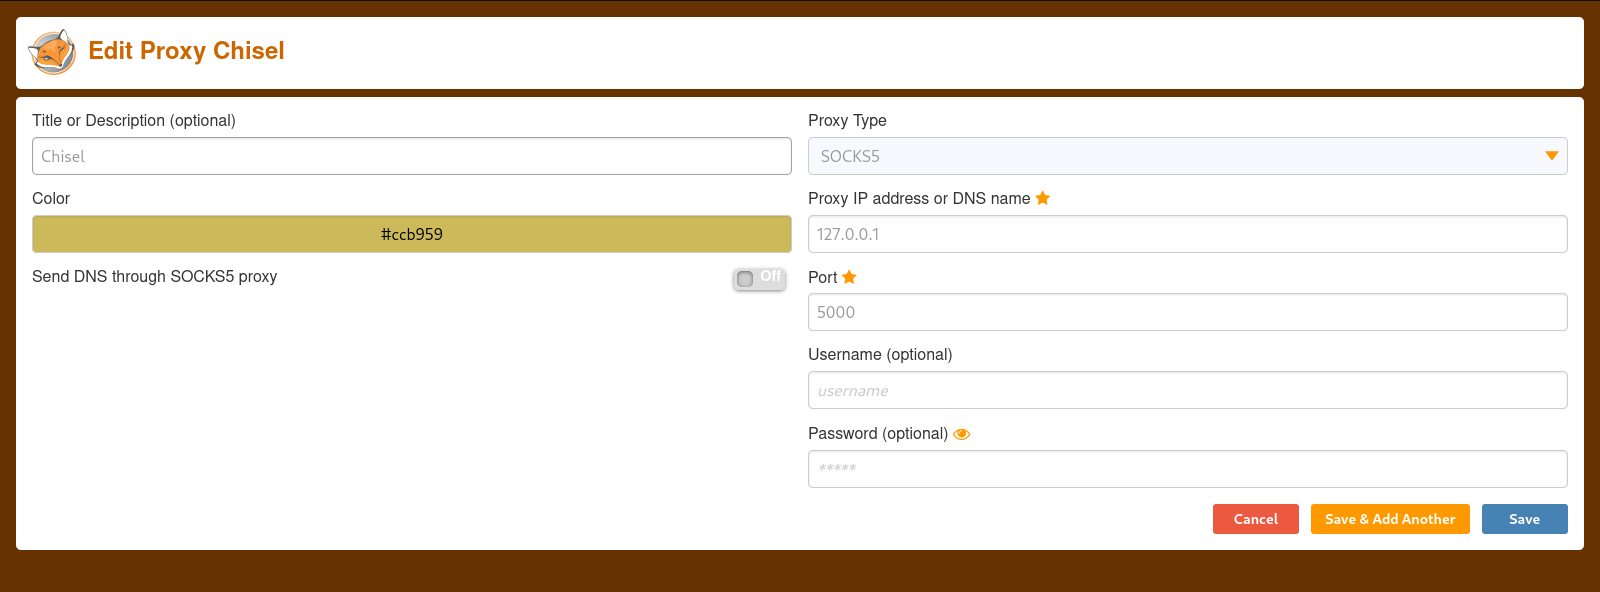 Edit Proxy Chisel
Title or Description (optional)
Chisel
Color
#ccb959
Send DNS through SOCKS5 proxy
Off
Proxy Type
SOCKS5
Proxy IP address or DNS name
127.0.0.1
Port
5000
Username (optional)
username
Password (optional)
*****
Cancel
Save & Add Another
Save